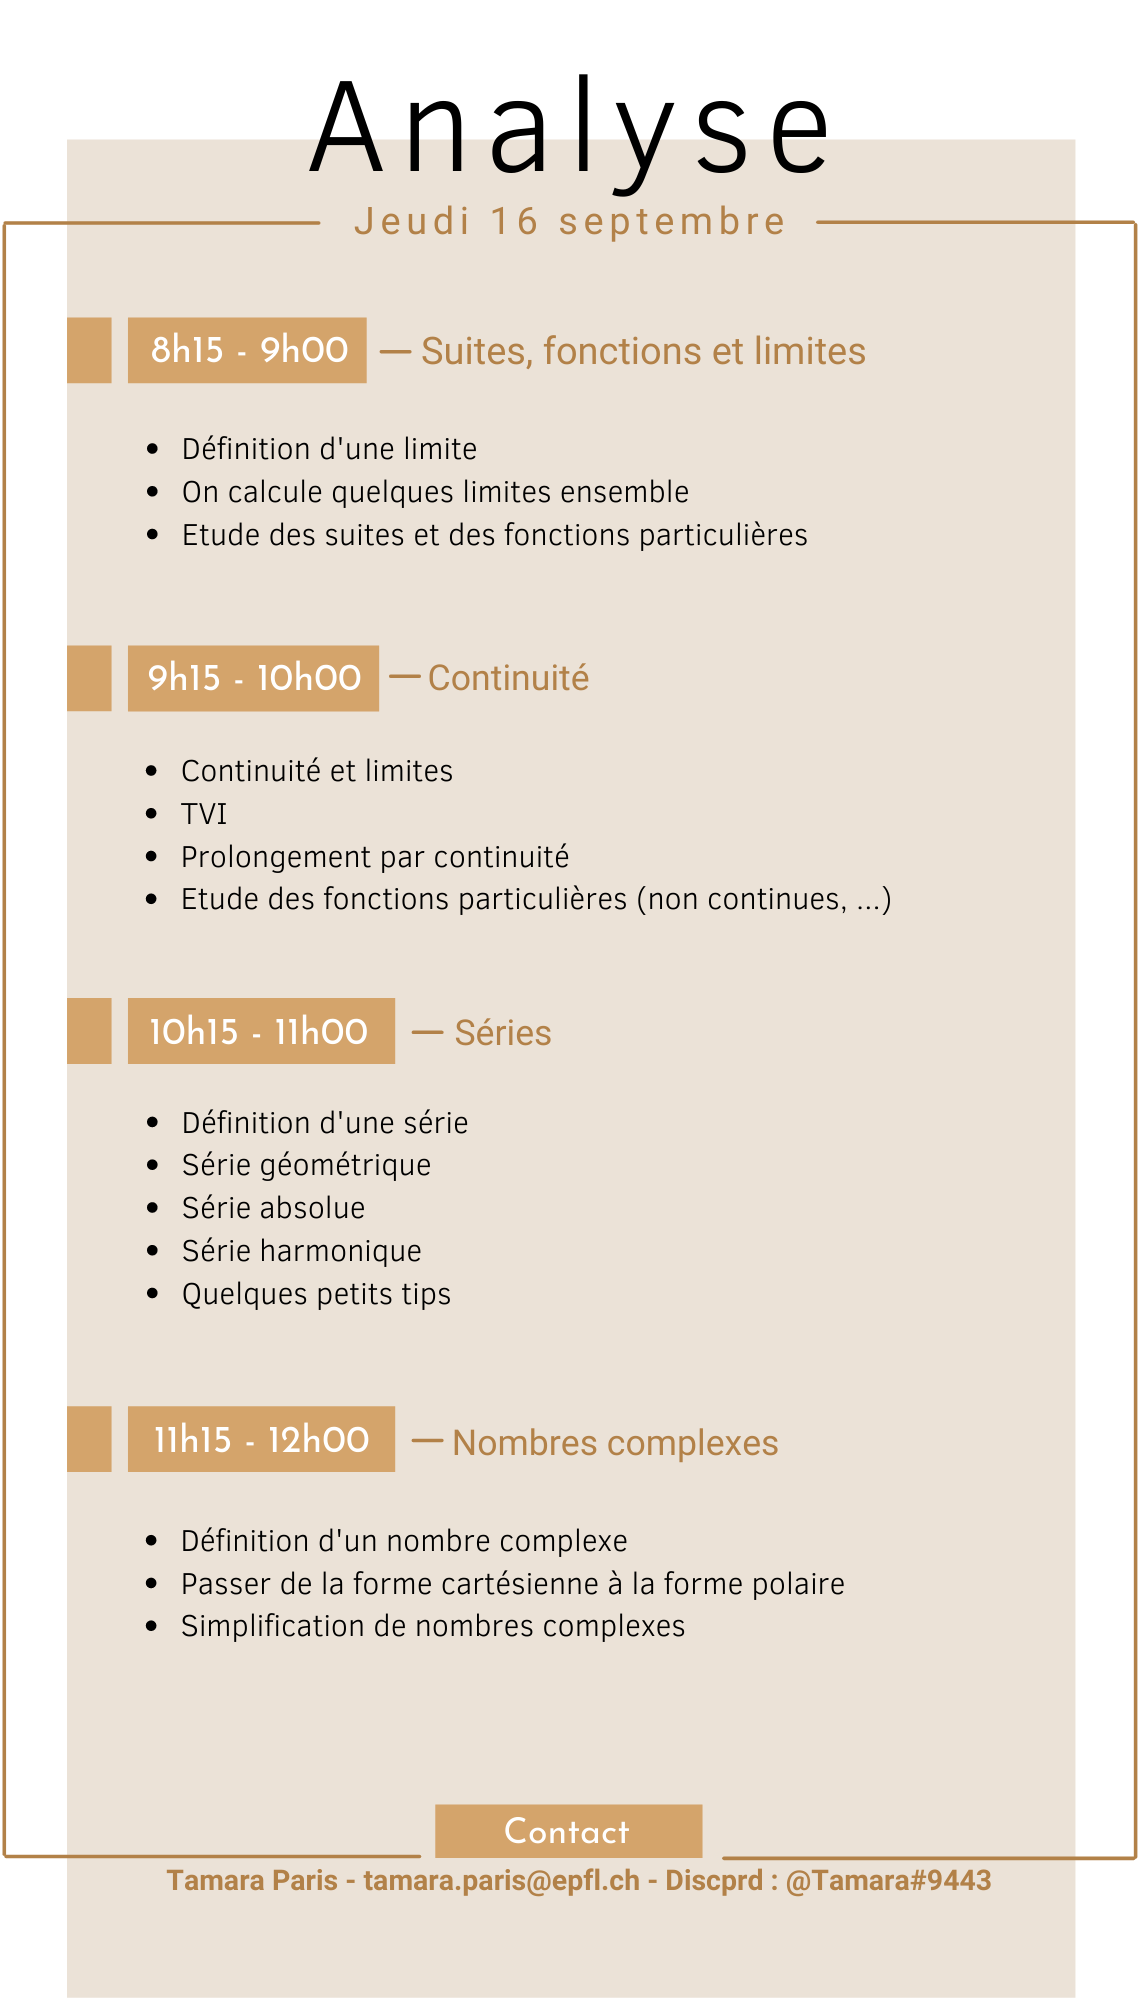 Analyse
Jeudi 16 septembre
8h15 - 9h00 — Suites, fonctions et limites
• Définition d'une limite
• On calcule quelques limites ensemble
• Etude des suites et des fonctions particulières
9h15 - 10h00 — Continuité
• Continuité et limites
• TVI
• Prolongement par continuité
• Etude des fonctions particulières (non continues, ...)
10h15 - 11h00 — Séries
• Définition d'une série
• Série géométrique
• Série absolue
• Série harmonique
• Quelques petits tips
11h15 - 12h00 — Nombres complexes
• Définition d'un nombre complexe
• Passer de la forme cartésienne à la forme polaire
• Simplification de nombres complexes
Contact
Tamara Paris - tamara.paris@epfl.ch - Discprd : @Tamara#9443